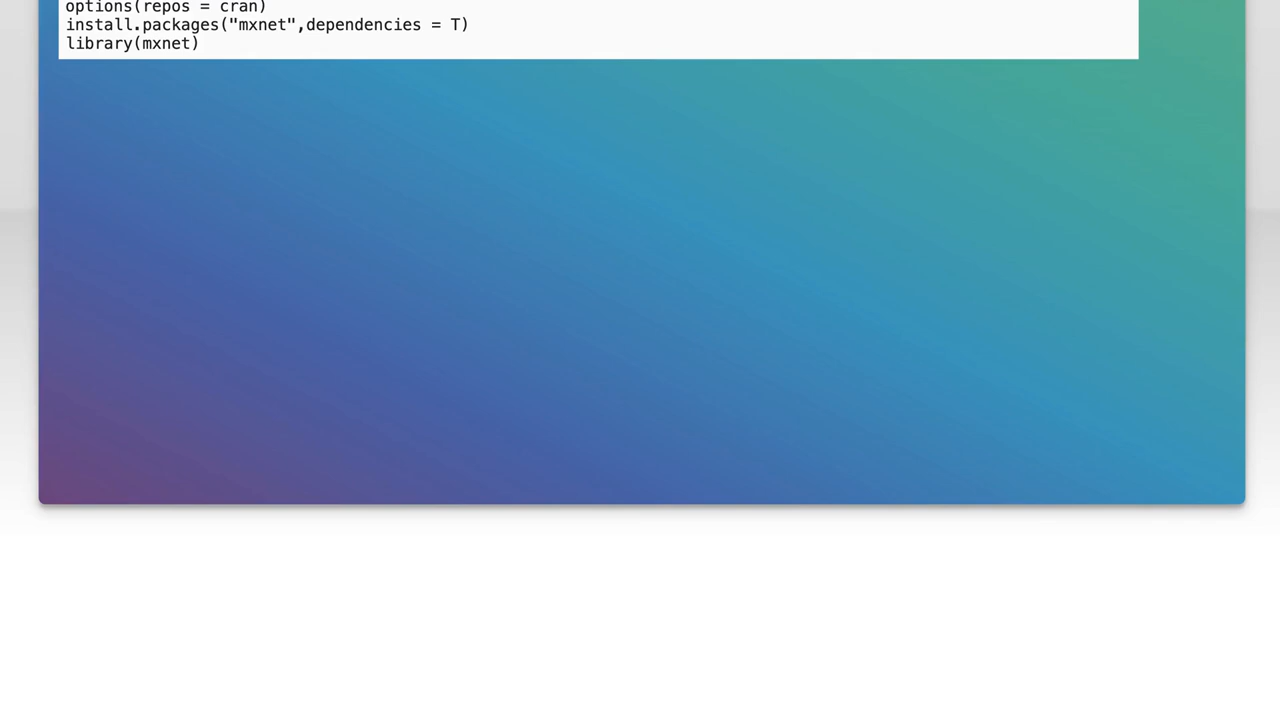 options(repos = cran)
install.packages("mxnet",dependencies = T)
library(mxnet)